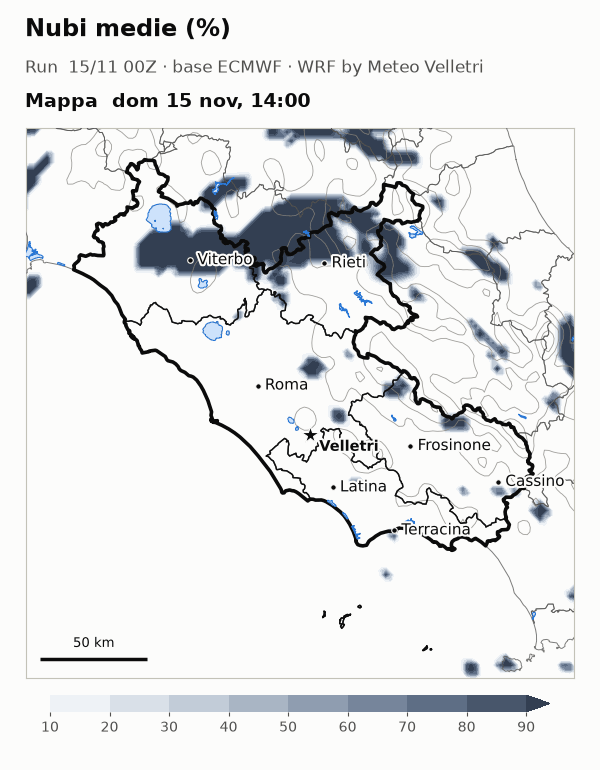 Nubi medie (%)
Run  15/11 00Z · base ECMWF · WRF by Meteo Velletri
Mappa  dom 15 nov, 14:00
Viterbo
Rieti
Roma
Velletri
Frosinone
Latina
Cassino
Terracina
50 km
10 20 30 40 50 60 70 80 90